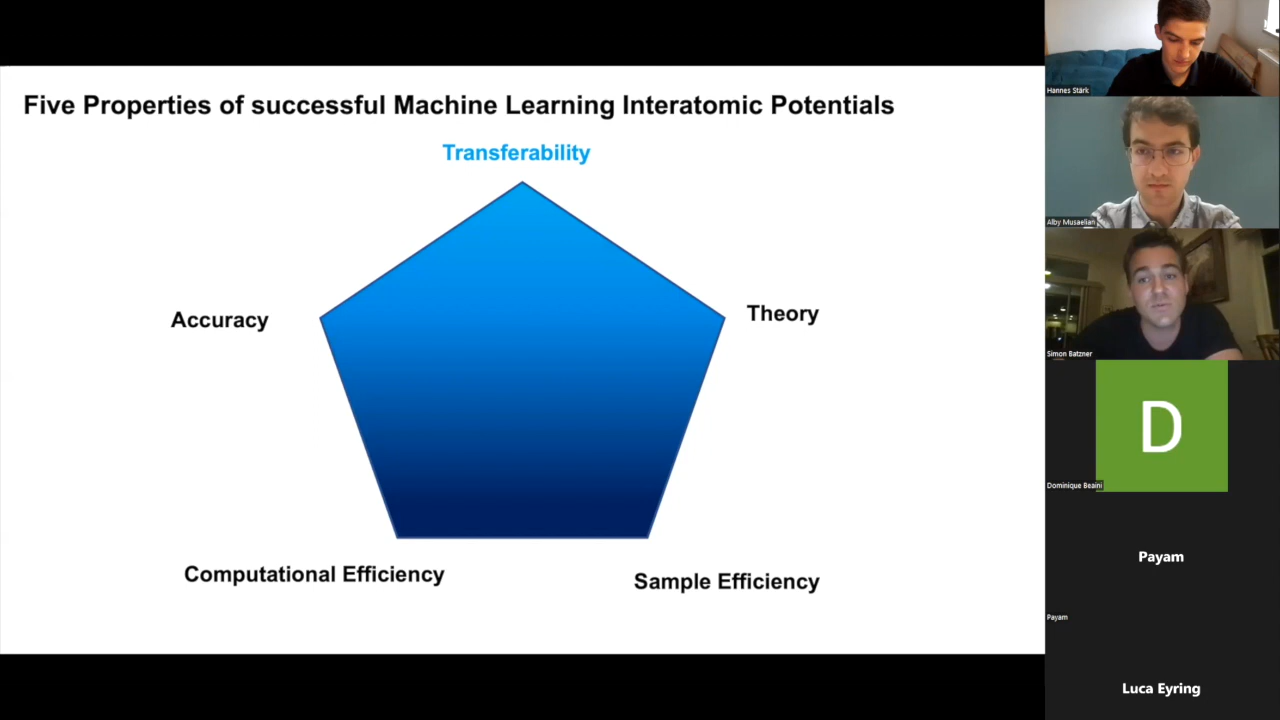 Five Properties of successful Machine Learning Interatomic Potentials
Transferability
Accuracy
Theory
Computational Efficiency
Sample Efficiency
Hannes Stärk
Alby Musaelian
Simon Batzner
D
Dominique Beaini
Payam
Payam
Luca Eyring